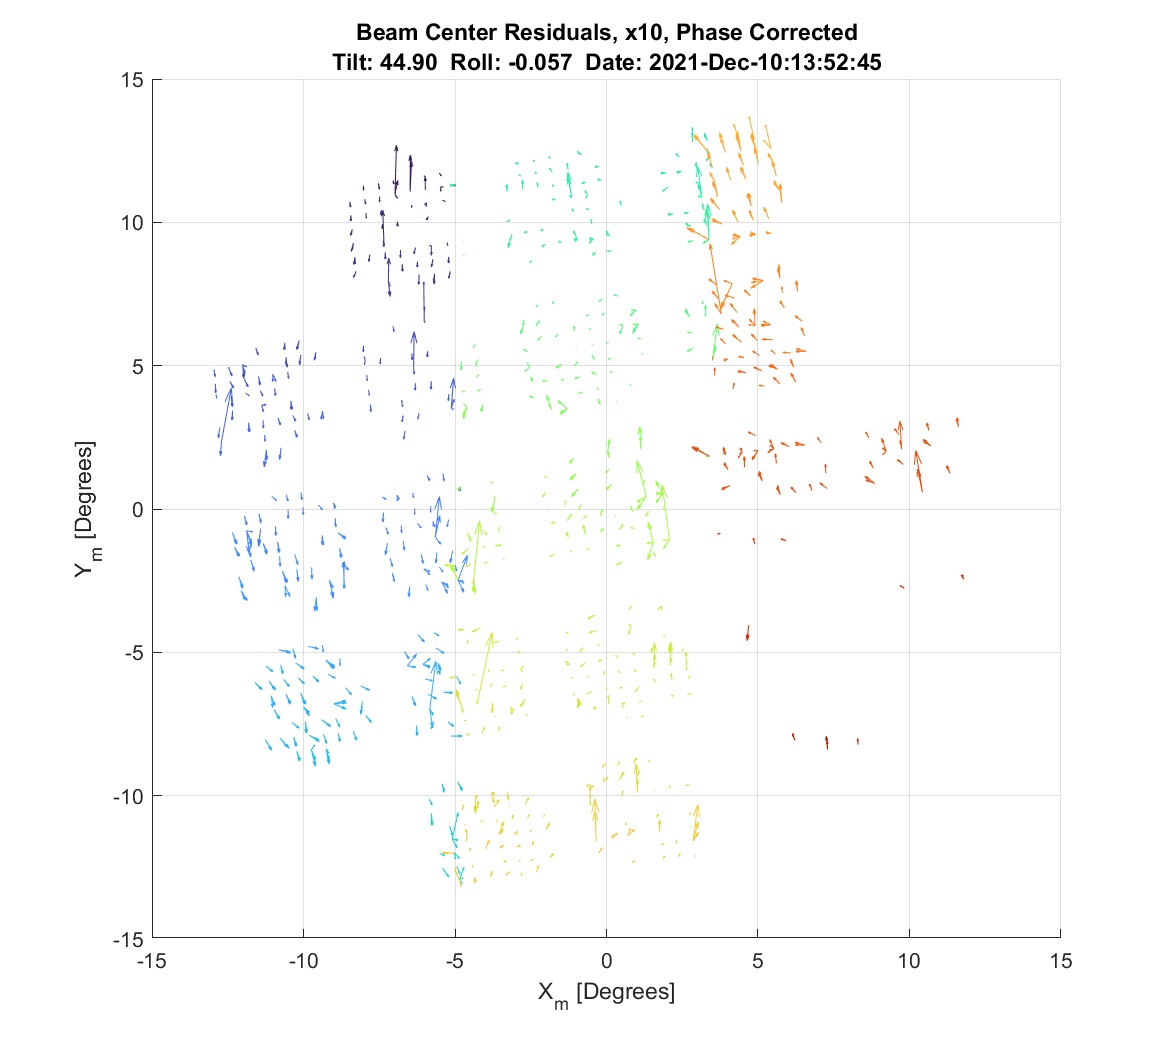 Beam Center Residuals, x10, Phase Corrected
Tilt: 44.90 Roll: -0.057 Date: 2021-Dec-10:13:52:45
15
10
5
0
-5
-10
-15
Y_m [Degrees]
-15 -10 -5 0 5 10 15
X_m [Degrees]